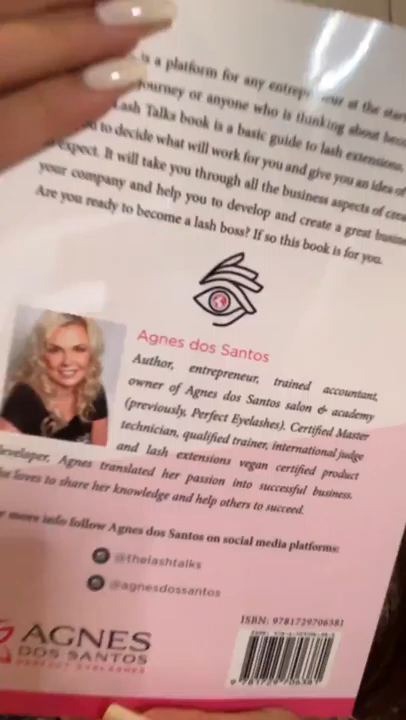 is a platform for any at the
Journey or anyone who is thinking about
Lash Talks book is a basic guide to lash extensions.
to decide what will work for you and give you an idea of
expect. It will take you through all the business aspects of
your company and help you to develop and create a great
Are you ready to become a lash boss? If so this book is for you.
Agnes dos Santos
Author, entrepreneur, trained accountant,
owner of Agnes dos Santos salon & academy
(previously, Perfect Eyelashes). Certified Master
technician, qualified trainer, international judge
and lash extensions vegan certified product
developer, Agnes translated her passion into successful business.
She loves to share her knowledge and help others to succeed.
more info follow Agnes dos Santos on social media platforms:
@thelashtalks
@agnesdossantos
ISBN: 9781729706381
AGNES
DOS SANTOS
PERFECT EYELASHES
9 781729 706381